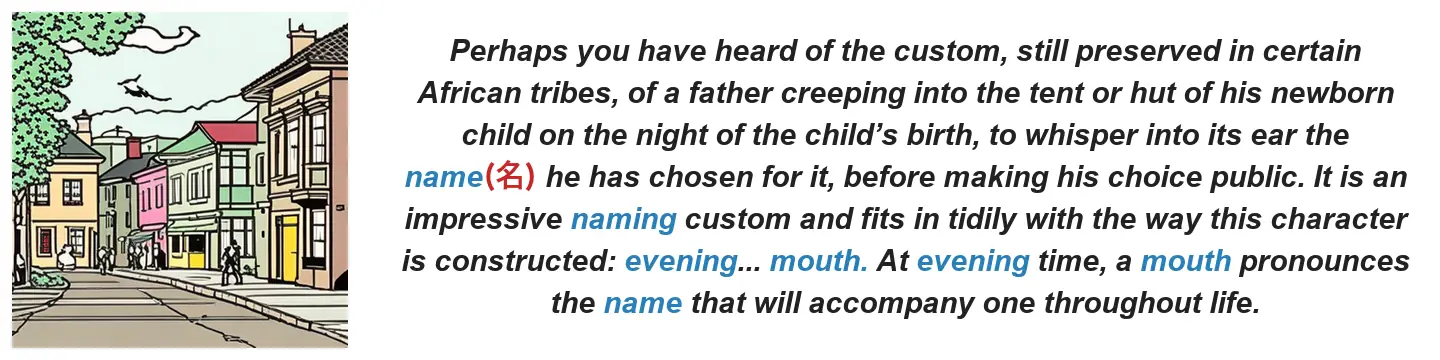 Perhaps you have heard of the custom, still preserved in certain
African tribes, of a father creeping into the tent or hut of his newborn
child on the night of the child’s birth, to whisper into its ear the
name(名) he has chosen for it, before making his choice public. It is an
impressive naming custom and fits in tidily with the way this character
is constructed: evening... mouth. At evening time, a mouth pronounces
the name that will accompany one throughout life.